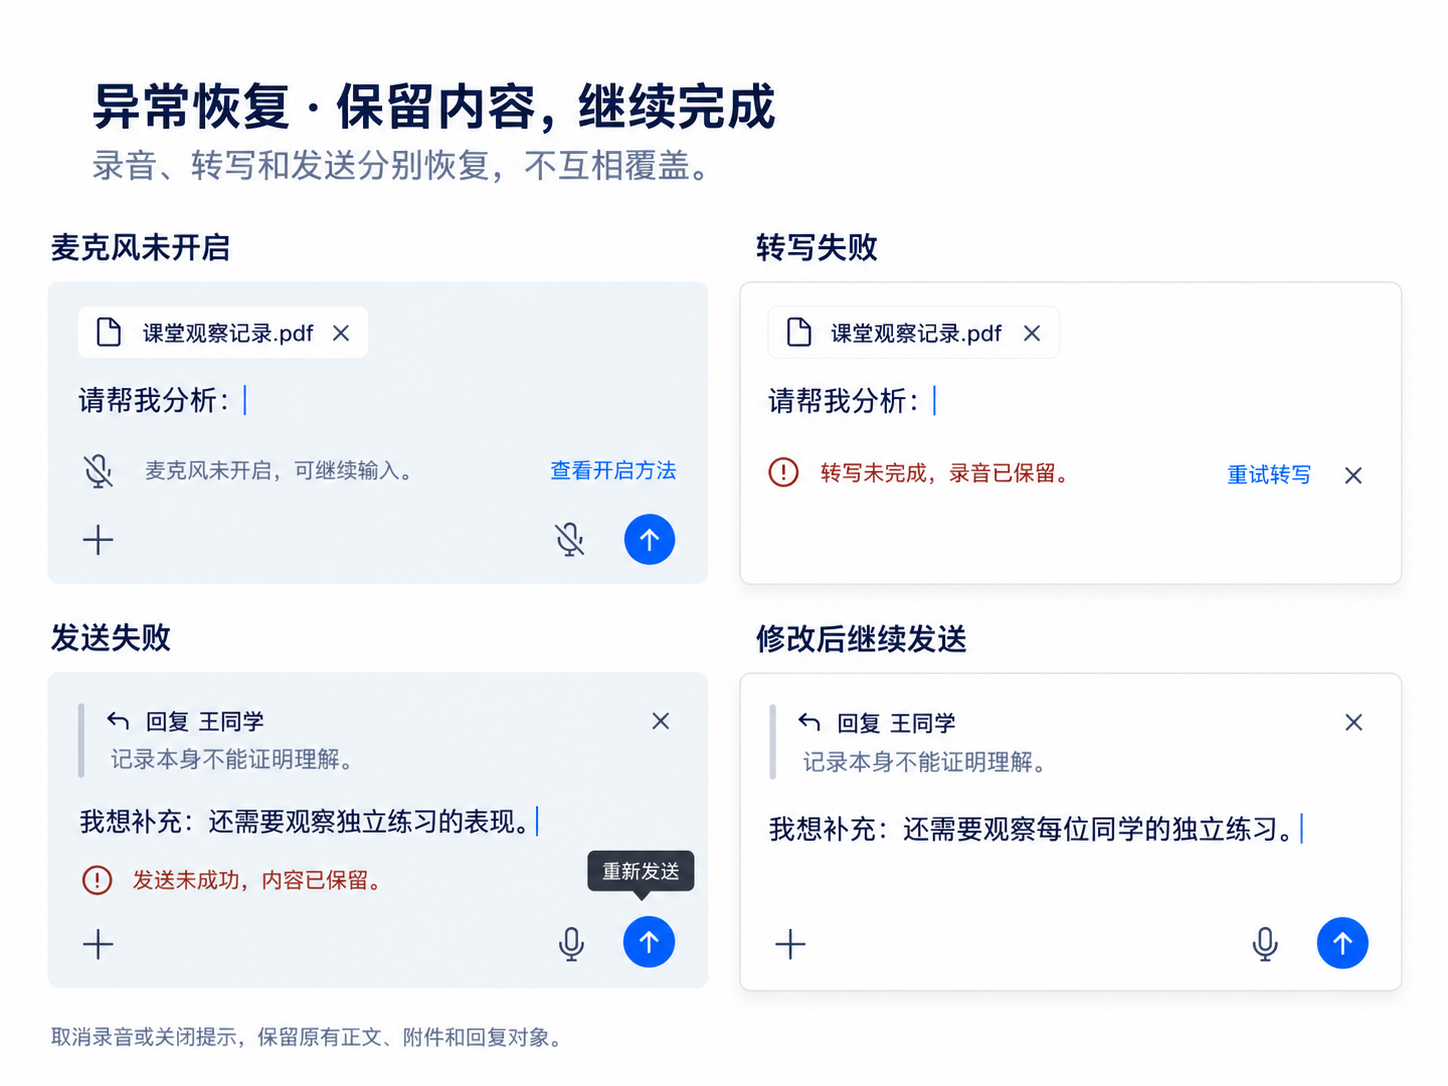 异常恢复 · 保留内容，继续完成
录音、转写和发送分别恢复，不互相覆盖。
麦克风未开启
课堂观察记录.pdf
请帮我分析：
麦克风未开启，可继续输入。
查看开启方法
转写失败
课堂观察记录.pdf
请帮我分析：
转写未完成，录音已保留。
重试转写
发送失败
回复 王同学
记录本身不能证明理解。
我想补充：还需要观察独立练习的表现。
发送未成功，内容已保留。
重新发送
修改后继续发送
回复 王同学
记录本身不能证明理解。
我想补充：还需要观察每位同学的独立练习。
取消录音或关闭提示，保留原有正文、附件和回复对象。